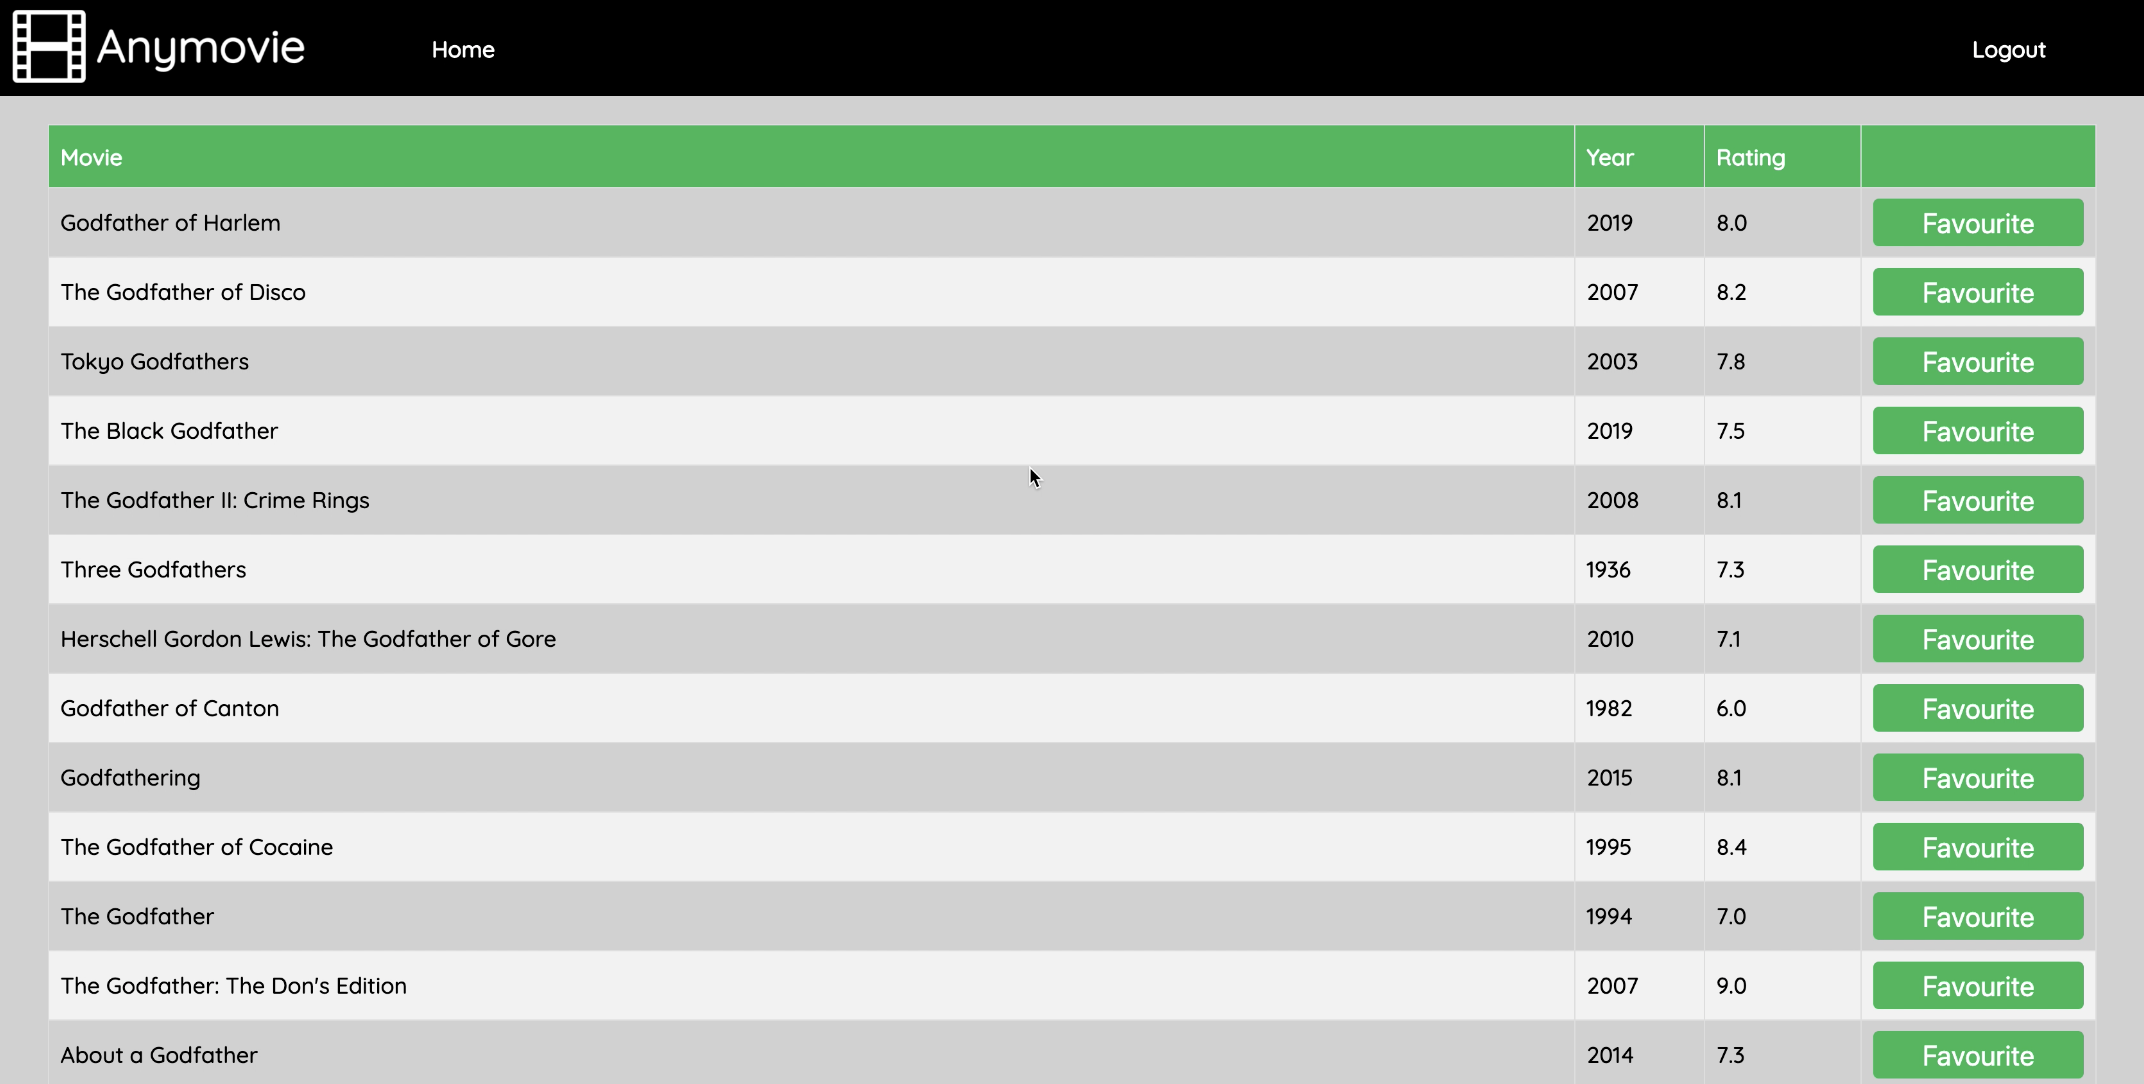 Anymovie Home Logout
Movie Year Rating
Godfather of Harlem 2019 8.0 Favourite
The Godfather of Disco 2007 8.2 Favourite
Tokyo Godfathers 2003 7.8 Favourite
The Black Godfather 2019 7.5 Favourite
The Godfather II: Crime Rings 2008 8.1 Favourite
Three Godfathers 1936 7.3 Favourite
Herschell Gordon Lewis: The Godfather of Gore 2010 7.1 Favourite
Godfather of Canton 1982 6.0 Favourite
Godfathering 2015 8.1 Favourite
The Godfather of Cocaine 1995 8.4 Favourite
The Godfather 1994 7.0 Favourite
The Godfather: The Don's Edition 2007 9.0 Favourite
About a Godfather 2014 7.3 Favourite